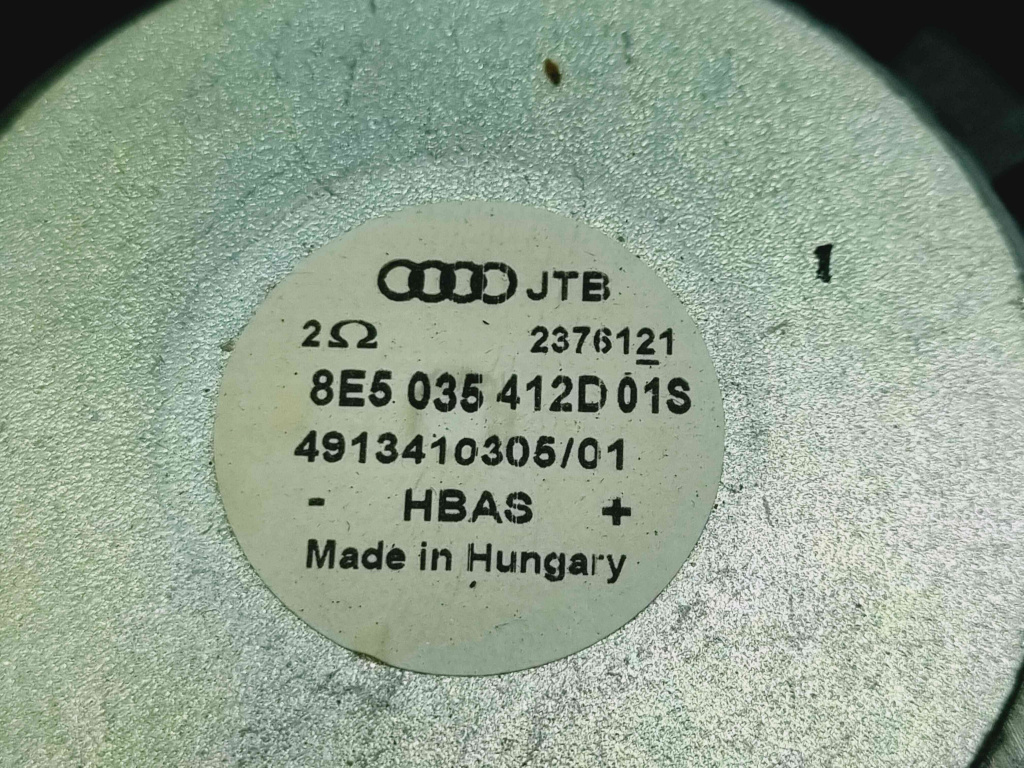 JTB
2Ω 2376121
8E5 035 412D 01S
4913410305/01
- HBAS +
Made in Hungary
1